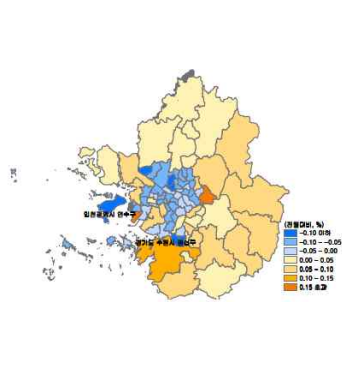 인천광역시 연수구
경기도 수원시 권선구
(전월대비, %)
-0.10 이하
-0.10 ~ -0.05
-0.05 ~ 0.00
0.00 ~ 0.05
0.05 ~ 0.10
0.10 ~ 0.15
0.15 초과